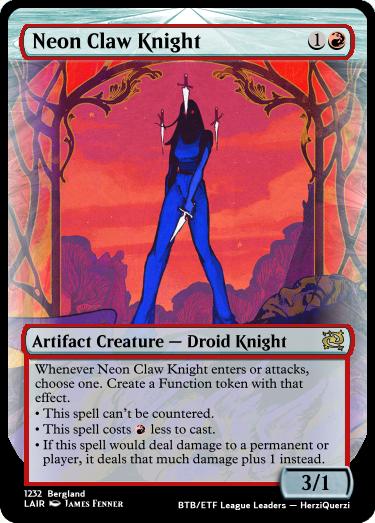 Neon Claw Knight 1
Artifact Creature — Droid Knight
Whenever Neon Claw Knight enters or attacks,
choose one. Create a Function token with that
effect.
• This spell can't be countered.
• This spell costs less to cast.
• If this spell would deal damage to a permanent or
player, it deals that much damage plus 1 instead.
3/1
1232 Bergland
LAIR James Fenner
BTB/ETF League Leaders — HerziQuerzi